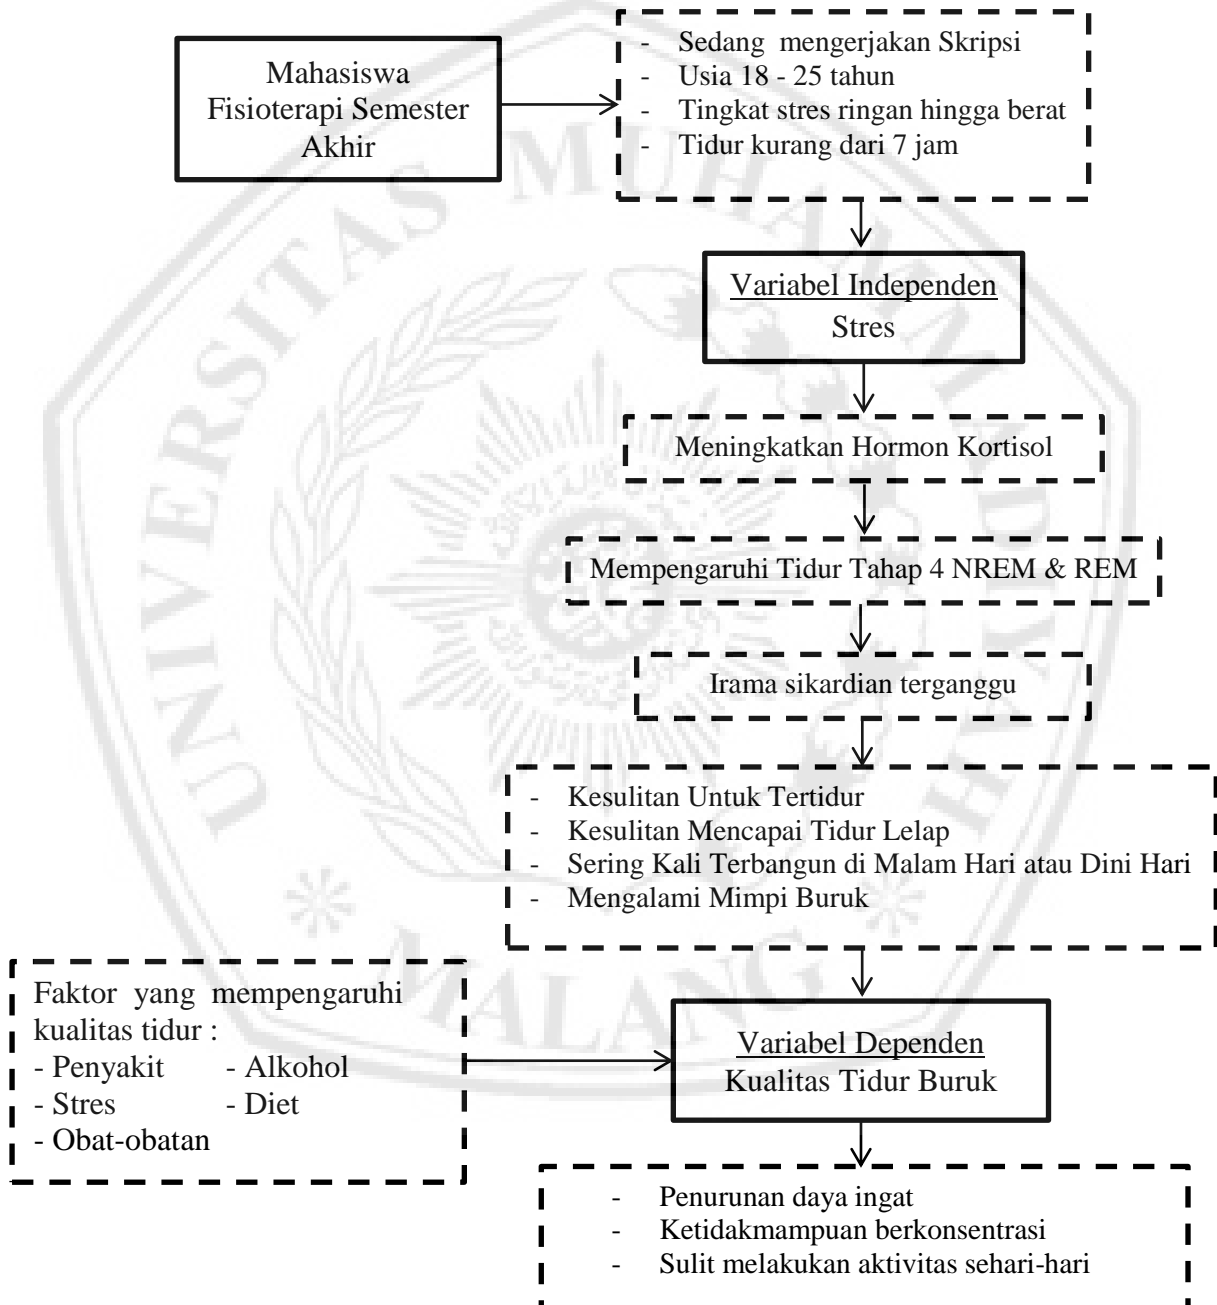 Mahasiswa
Fisioterapi Semester
Akhir
- Sedang mengerjakan Skripsi
- Usia 18 - 25 tahun
- Tingkat stres ringan hingga berat
- Tidur kurang dari 7 jam
Variabel Independen
Stres
Meningkatkan Hormon Kortisol
Mempengaruhi Tidur Tahap 4 NREM & REM
Irama sikardian terganggu
- Kesulitan Untuk Tertidur
- Kesulitan Mencapai Tidur Lelap
- Sering Kali Terbangun di Malam Hari atau Dini Hari
- Mengalami Mimpi Buruk
Faktor yang mempengaruhi
kualitas tidur :
- Penyakit - Alkohol
- Stres - Diet
- Obat-obatan
Variabel Dependen
Kualitas Tidur Buruk
- Penurunan daya ingat
- Ketidakmampuan berkonsentrasi
- Sulit melakukan aktivitas sehari-hari
UNIVERSITAS MUHAMMADIYAH
MALANG